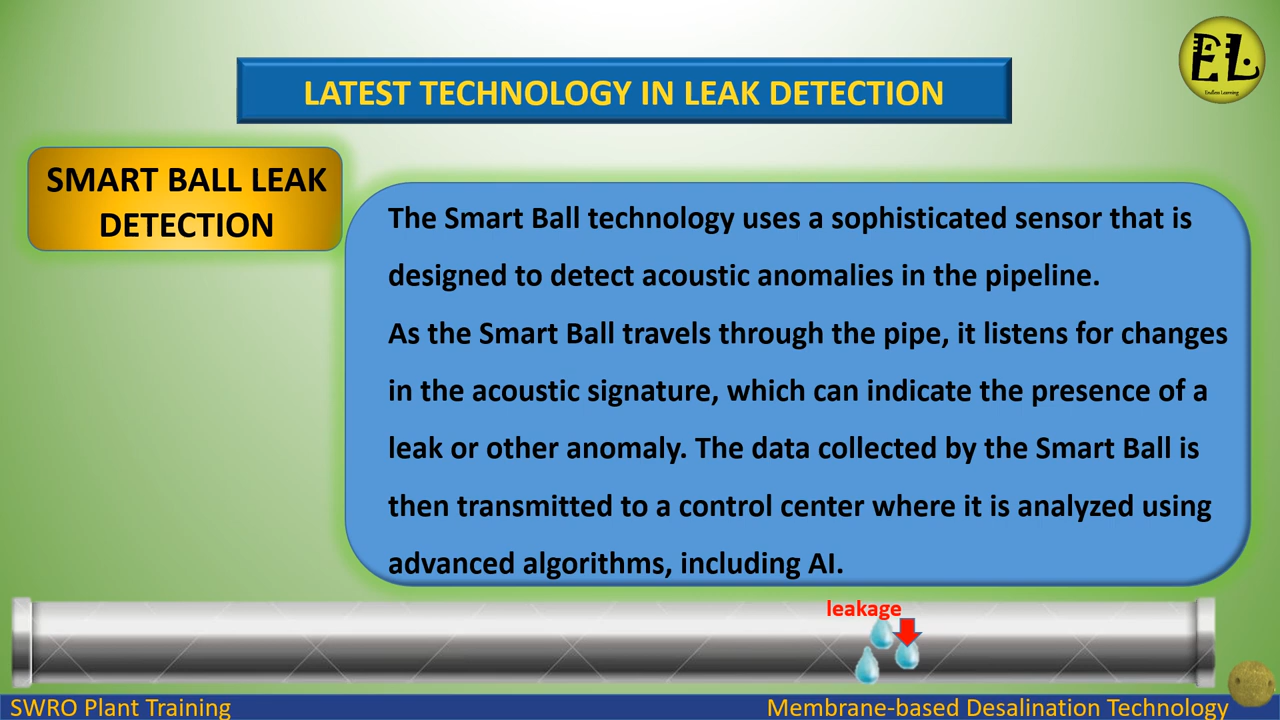 EL
Endless Learning
LATEST TECHNOLOGY IN LEAK DETECTION
SMART BALL LEAK
DETECTION
The Smart Ball technology uses a sophisticated sensor that is
designed to detect acoustic anomalies in the pipeline.
As the Smart Ball travels through the pipe, it listens for changes
in the acoustic signature, which can indicate the presence of a
leak or other anomaly. The data collected by the Smart Ball is
then transmitted to a control center where it is analyzed using
advanced algorithms, including AI.
leakage
SWRO Plant Training
Membrane-based Desalination Technology